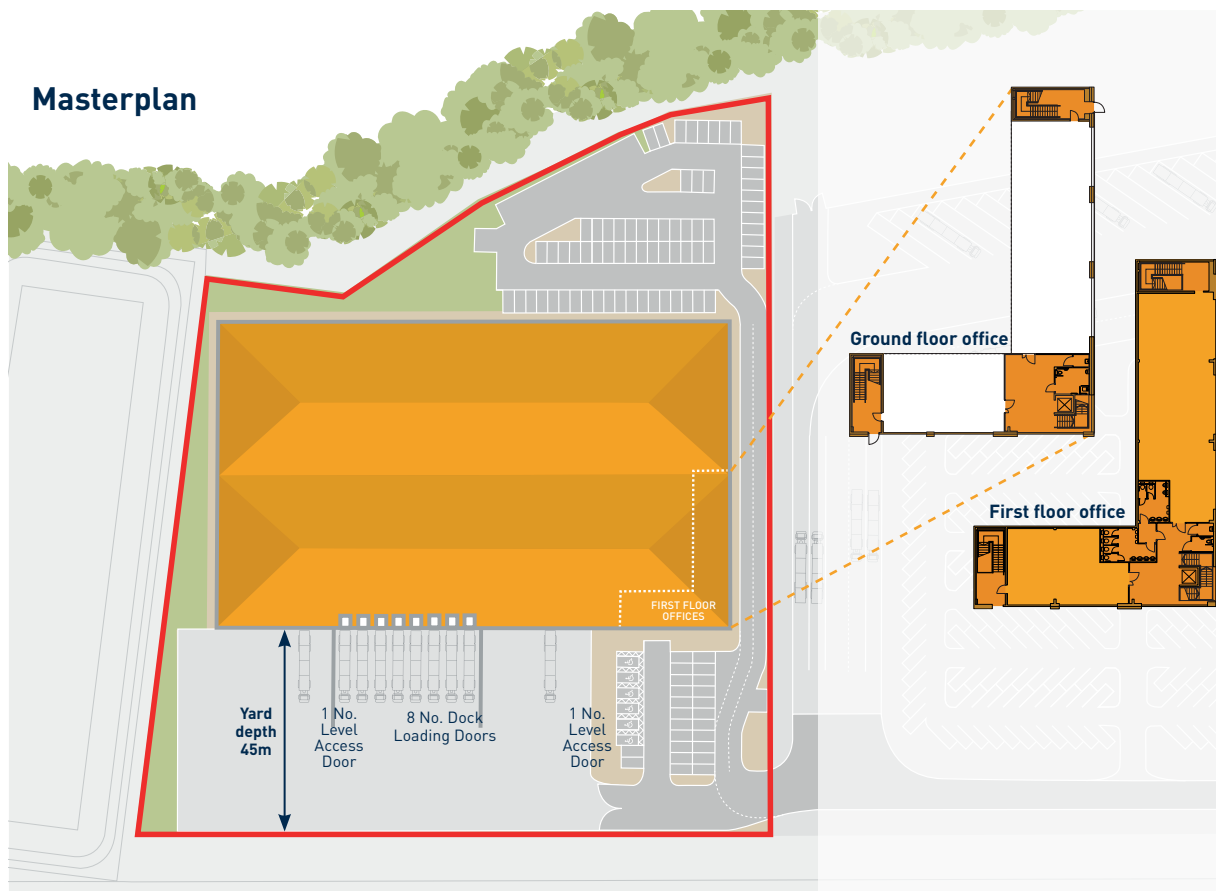 Masterplan
Ground floor office
First floor office
FIRST FLOOR
OFFICES
Yard
depth
45m
1 No.
Level
Access
Door
8 No. Dock
Loading Doors
1 No.
Level
Access
Door